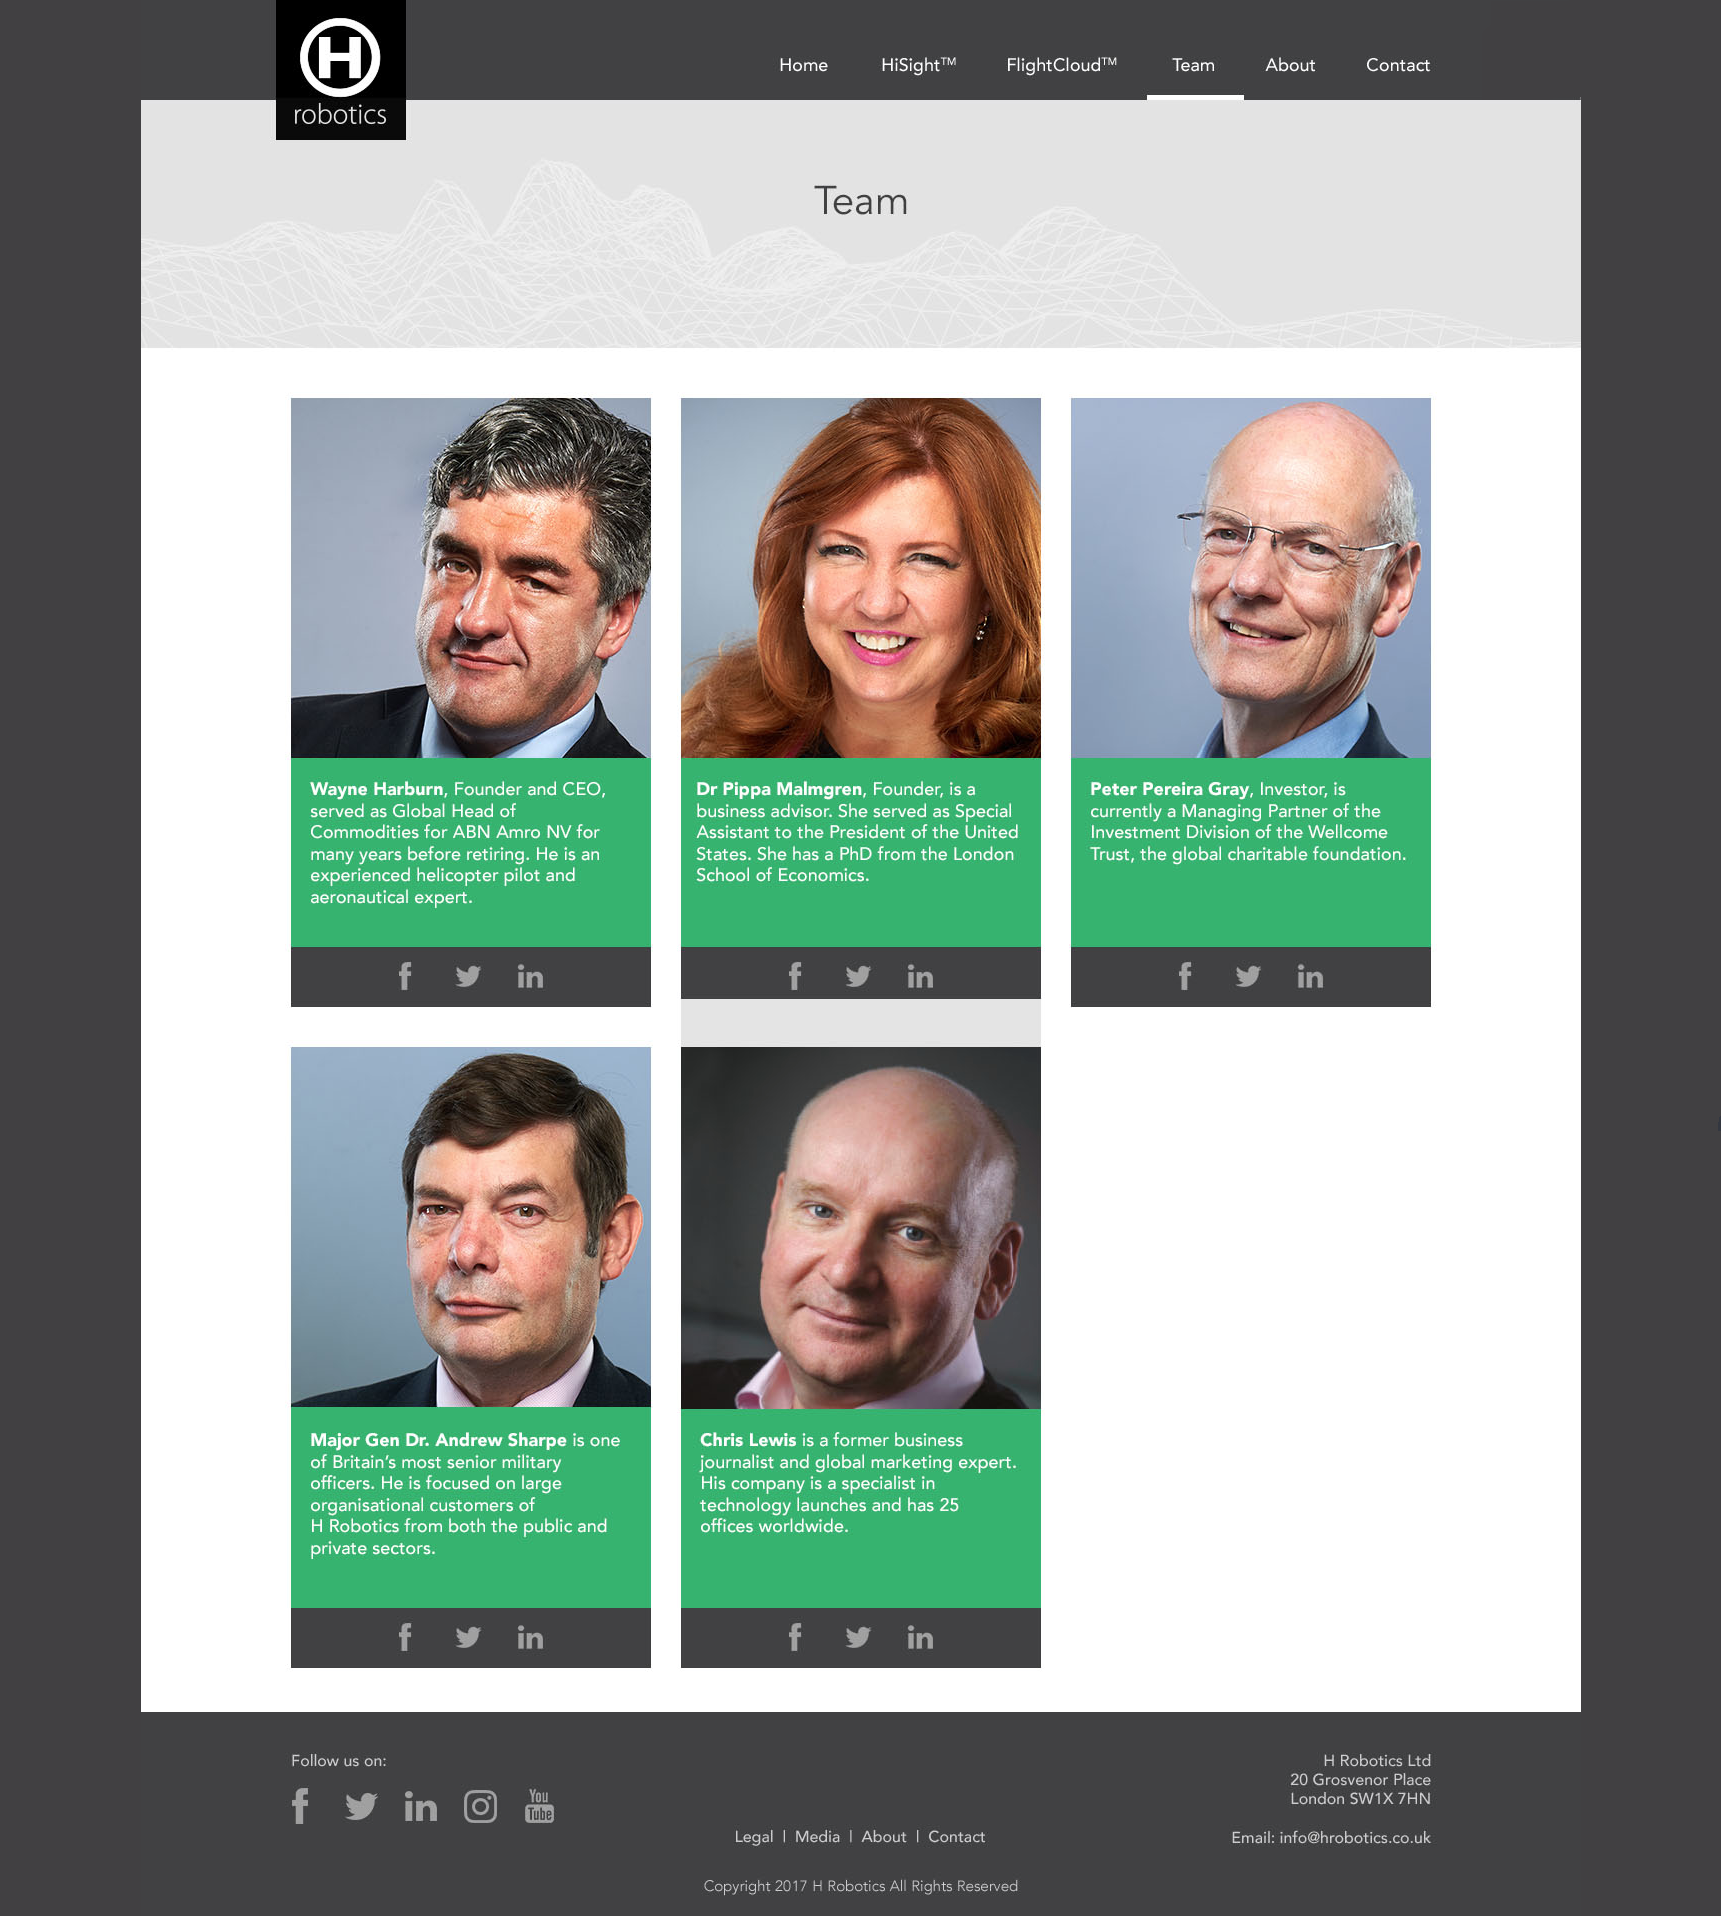 H
robotics
Home HiSight™ FlightCloud™ Team About Contact
Team
Wayne Harburn, Founder and CEO,
served as Global Head of
Commodities for ABN Amro NV for
many years before retiring. He is an
experienced helicopter pilot and
aeronautical expert.
Dr Pippa Malmgren, Founder, is a
business advisor. She served as Special
Assistant to the President of the United
States. She has a PhD from the London
School of Economics.
Peter Pereira Gray, Investor, is
currently a Managing Partner of the
Investment Division of the Wellcome
Trust, the global charitable foundation.
f in
f in
f in
Major Gen Dr. Andrew Sharpe is one
of Britain’s most senior military
officers. He is focused on large
organisational customers of
H Robotics from both the public and
private sectors.
Chris Lewis is a former business
journalist and global marketing expert.
His company is a specialist in
technology launches and has 25
offices worldwide.
f in
f in
Follow us on:
f in You Tube
Legal | Media | About | Contact
H Robotics Ltd
20 Grosvenor Place
London SW1X 7HN
Email: info@hrobotics.co.uk
Copyright 2017 H Robotics All Rights Reserved